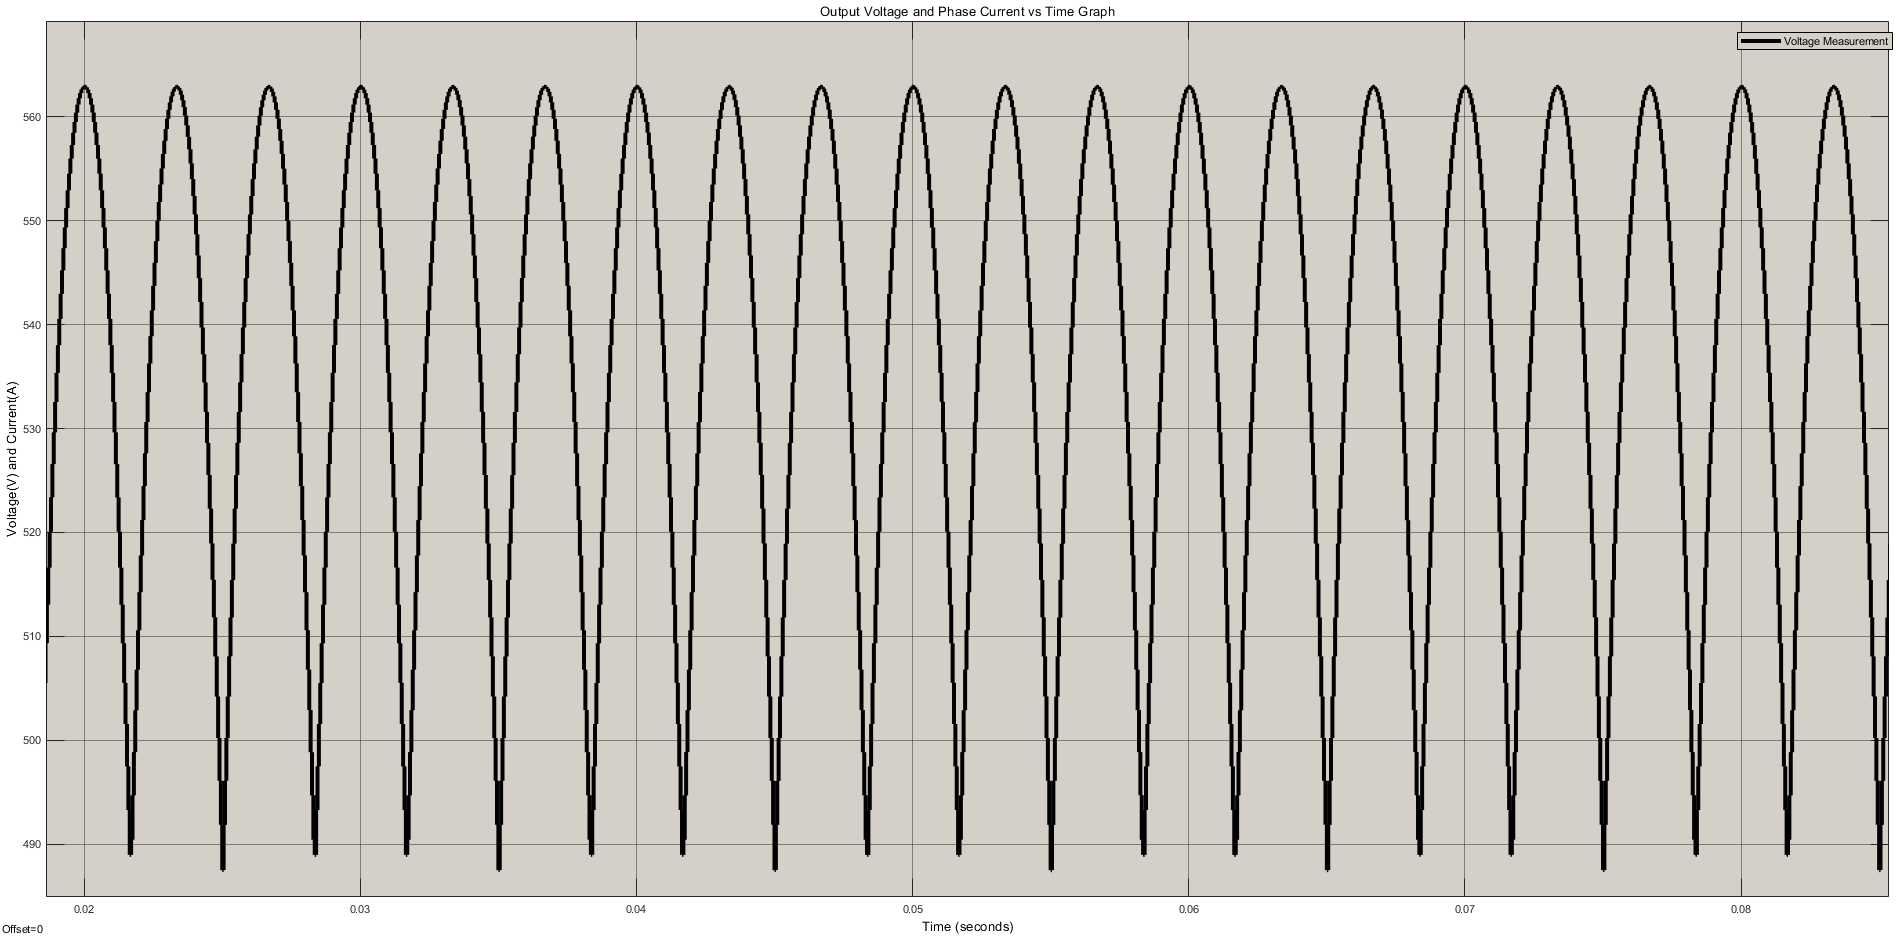 Output Voltage and Phase Current vs Time Graph
Voltage Measurement
560
550
540
530
520
510
500
490
Voltage(V) and Current(A)
0.02 0.03 0.04 0.05 0.06 0.07 0.08
Time (seconds)
Offset=0